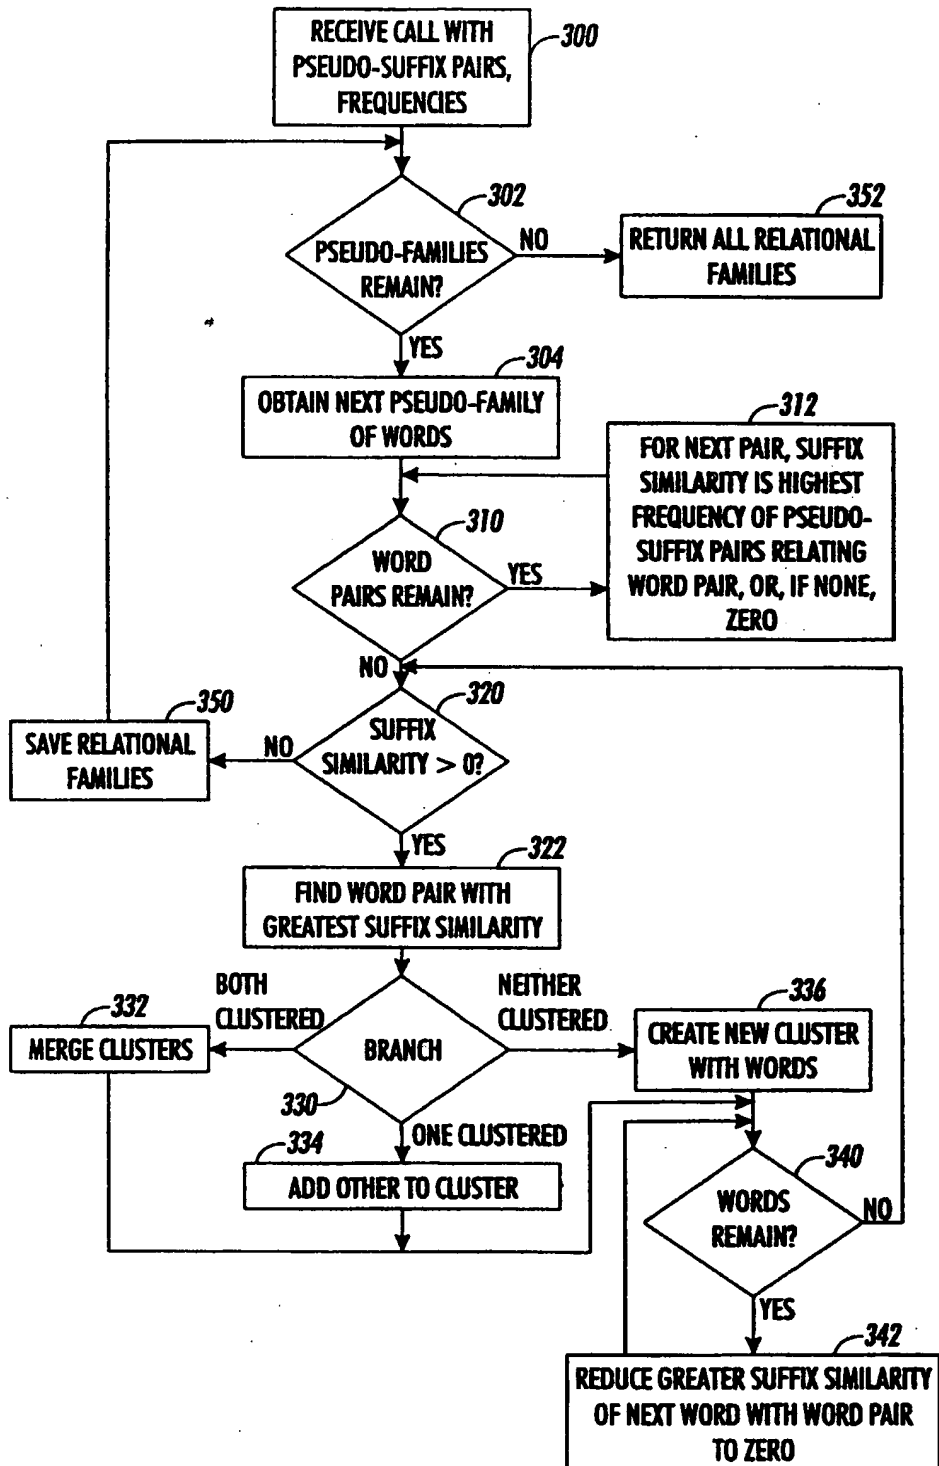 RECEIVE CALL WITH
PSEUDO-SUFFIX PAIRS,
FREQUENCIES
300
302
PSEUDO-FAMILIES
REMAIN?
NO
352
RETURN ALL RELATIONAL
FAMILIES
YES
304
OBTAIN NEXT PSEUDO-FAMILY
OF WORDS
312
FOR NEXT PAIR, SUFFIX
SIMILARITY IS HIGHEST
FREQUENCY OF PSEUDO-
SUFFIX PAIRS RELATING
WORD PAIR, OR, IF NONE,
ZERO
310
WORD
PAIRS REMAIN?
YES
NO
320
SUFFIX
SIMILARITY > 0?
NO
350
SAVE RELATIONAL
FAMILIES
YES
322
FIND WORD PAIR WITH
GREATEST SUFFIX SIMILARITY
BOTH
CLUSTERED
NEITHER
CLUSTERED
332
MERGE CLUSTERS
BRANCH
330
336
CREATE NEW CLUSTER
WITH WORDS
ONE CLUSTERED
334
ADD OTHER TO CLUSTER
340
WORDS
REMAIN?
NO
YES
342
REDUCE GREATER SUFFIX SIMILARITY
OF NEXT WORD WITH WORD PAIR
TO ZERO